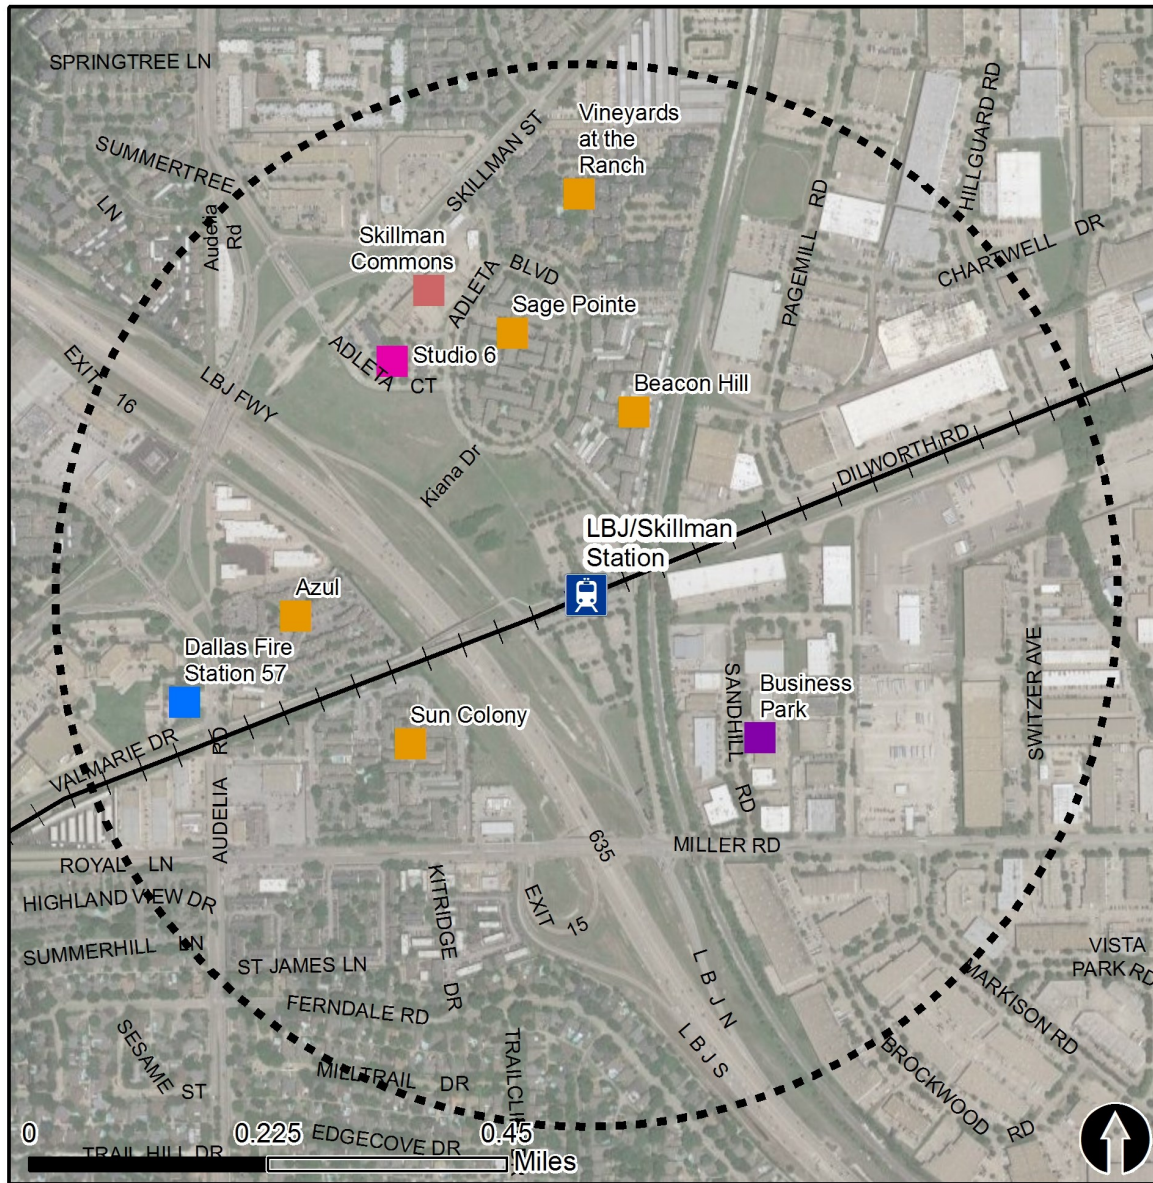 SPRINGTREE LN
SUMMERTREE
LN
Audelia
Rd
SKILLMAN ST
Vineyards
at the
Ranch
HILLGUARD RD
PAGEMILL RD
CHARTWELL DR
Skillman
Commons
ADLETA
BLVD
Sage Pointe
ADLETA
CT
Studio 6
Beacon Hill
EXIT
16
LBJ FWY
Kiana Dr
DILWORTH RD
LBJ/Skillman
Station
Azul
Dallas Fire
Station 57
Sun Colony
SANDHILL
RD
Business
Park
SWITZER AVE
VALMARIE DR
AUDELIA RD
635
MILLER RD
ROYAL LN
HIGHLAND VIEW DR
SUMMERHILL LN
KITRIDGE DR
EXIT
15
ST JAMES LN
FERNDALE RD
L B J N
L B J S
VISTA
PARK RD
MARKISON RD
BROCKWOOD RD
SESAME ST
MILLTRAIL DR
EDGECOVE DR
TRAIL HILL DR
0
0.225
0.45
Miles